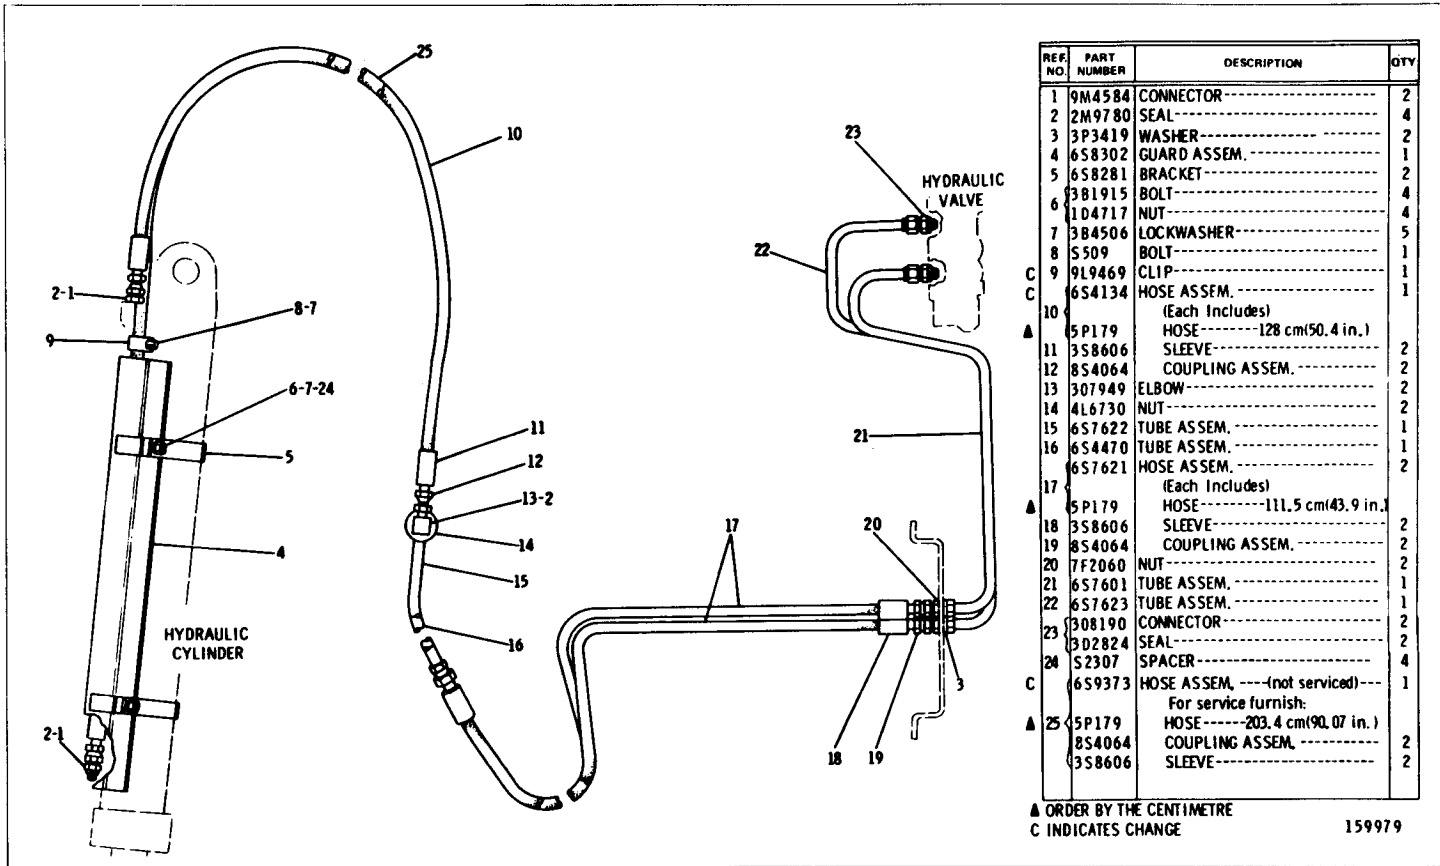 25
10
23
HYDRAULIC
VALVE
22
2-1
8-7
9
6-7-24
5
21
11
12
13-2
14
4
17
20
15
16
HYDRAULIC
CYLINDER
3
2-1
18
19
REF. NO. PART NUMBER DESCRIPTION QTY
1 9M4584 CONNECTOR 2
2 2M9780 SEAL 4
3 3P3419 WASHER 2
4 6S8302 GUARD ASSEM. 1
5 6S8281 BRACKET 2
6 3B1915 BOLT 4
1D4717 NUT 4
7 3B4506 LOCKWASHER 5
8 S509 BOLT 1
C 9 9L9469 CLIP 1
C 6S4134 HOSE ASSEM. 1
10 (Each Includes)
▲ 5P179 HOSE--------128 cm(50.4 in.)
11 3S8606 SLEEVE 2
12 8S4064 COUPLING ASSEM. 2
13 307949 ELBOW 2
14 4L6730 NUT 2
15 6S7622 TUBE ASSEM. 1
16 6S4470 TUBE ASSEM. 1
6S7621 HOSE ASSEM. 2
17 (Each Includes)
▲ 5P179 HOSE--------111.5 cm(43.9 in.)
18 3S8606 SLEEVE 2
19 8S4064 COUPLING ASSEM. 2
20 7F2060 NUT 2
21 6S7601 TUBE ASSEM. 1
22 6S7623 TUBE ASSEM. 1
23 308190 CONNECTOR 2
3D2824 SEAL 2
24 S2307 SPACER 4
C 6S9373 HOSE ASSEM. ----(not serviced)--- 1
For service furnish:
▲ 25 5P179 HOSE------203.4 cm(90.07 in.)
8S4064 COUPLING ASSEM. 2
3S8606 SLEEVE 2
▲ ORDER BY THE CENTIMETRE
C INDICATES CHANGE
159979